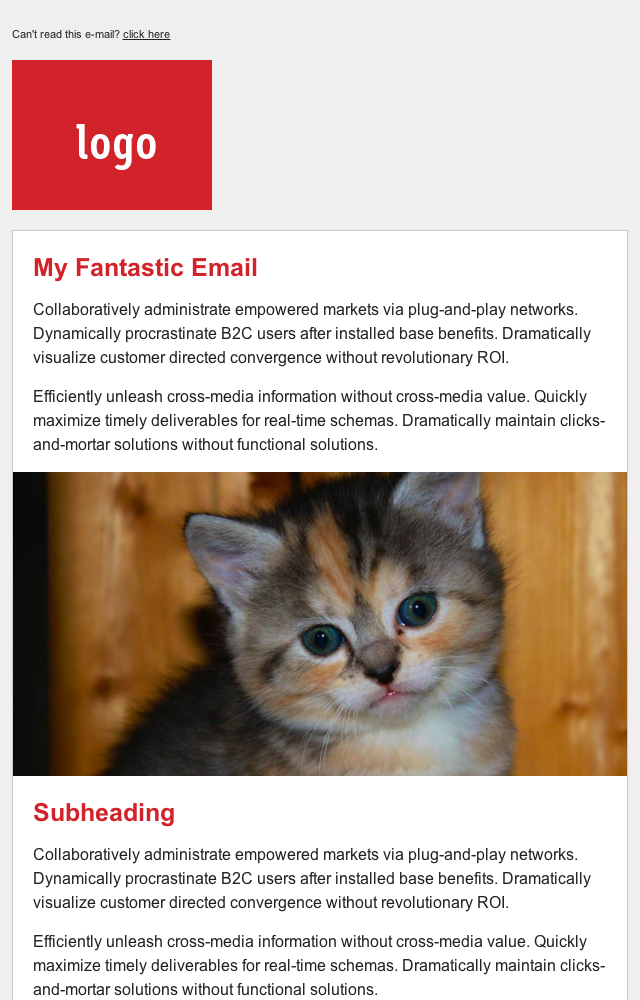 Can't read this e-mail? click here
logo
My Fantastic Email
Collaboratively administrate empowered markets via plug-and-play networks.
Dynamically procrastinate B2C users after installed base benefits. Dramatically
visualize customer directed convergence without revolutionary ROI.
Efficiently unleash cross-media information without cross-media value. Quickly
maximize timely deliverables for real-time schemas. Dramatically maintain clicks-
and-mortar solutions without functional solutions.
Subheading
Collaboratively administrate empowered markets via plug-and-play networks.
Dynamically procrastinate B2C users after installed base benefits. Dramatically
visualize customer directed convergence without revolutionary ROI.
Efficiently unleash cross-media information without cross-media value. Quickly
maximize timely deliverables for real-time schemas. Dramatically maintain clicks-
and-mortar solutions without functional solutions.